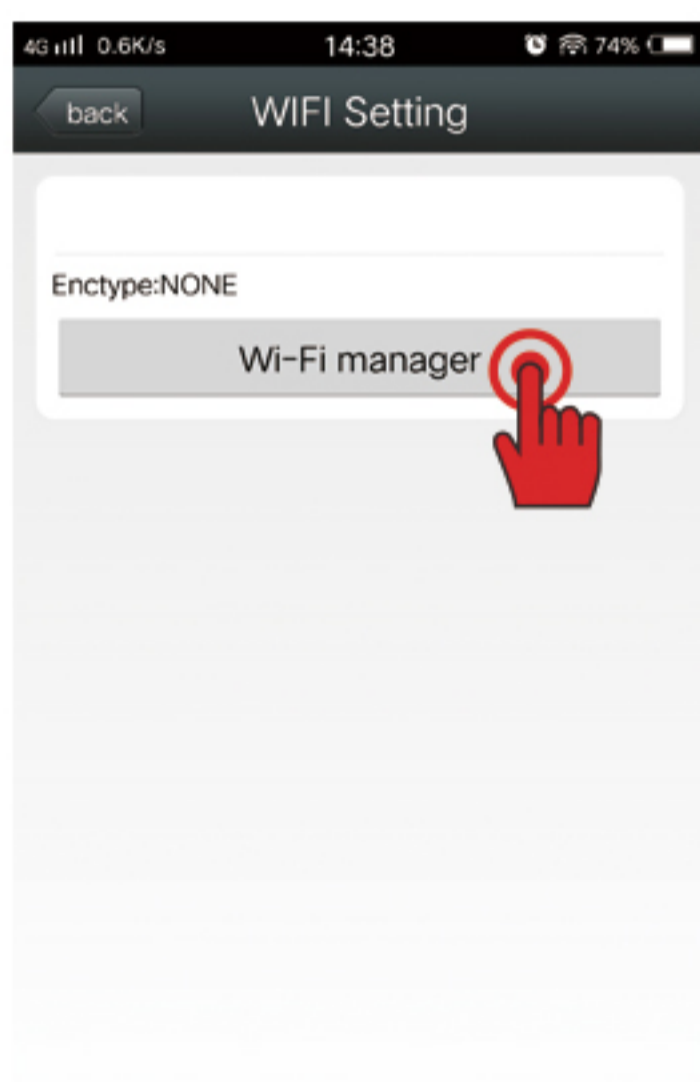 4G 0.6K/s 14:38 74%
back WIFI Setting
Enctype:NONE
Wi-Fi manager